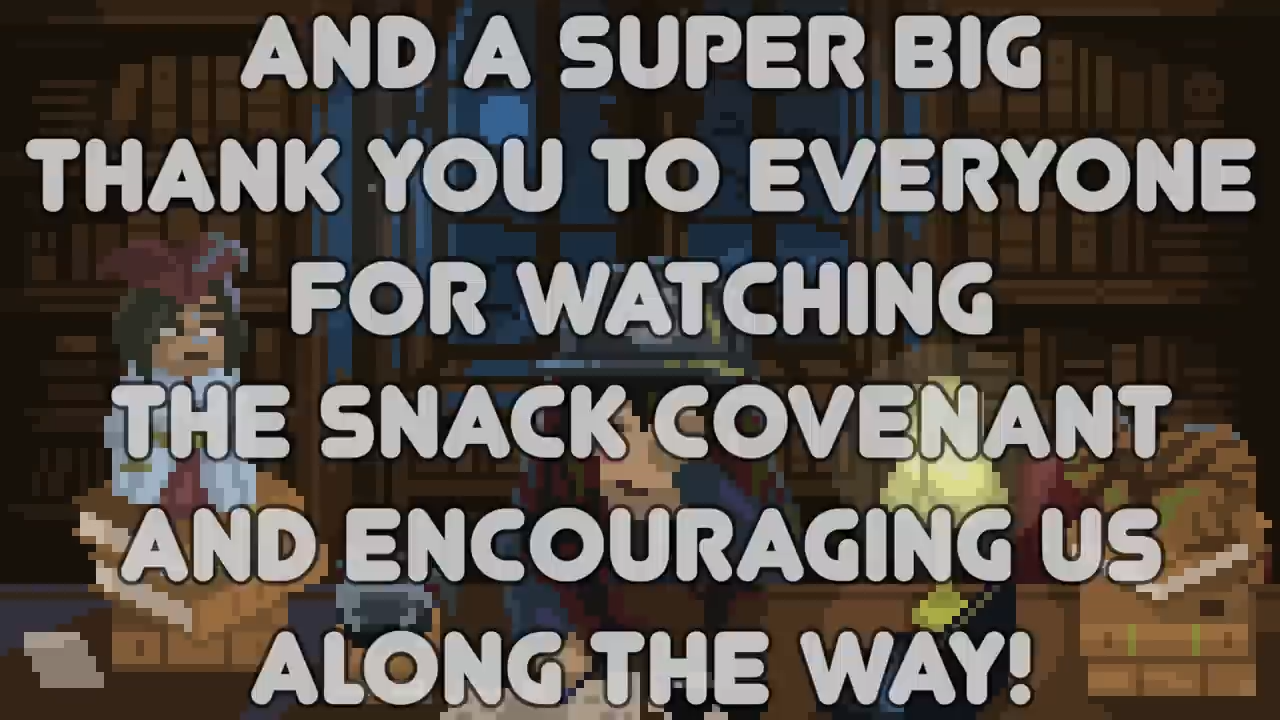 AND A SUPER BIG
THANK YOU TO EVERYONE
FOR WATCHING
THE SNACK COVENANT
AND ENCOURAGING US
ALONG THE WAY!